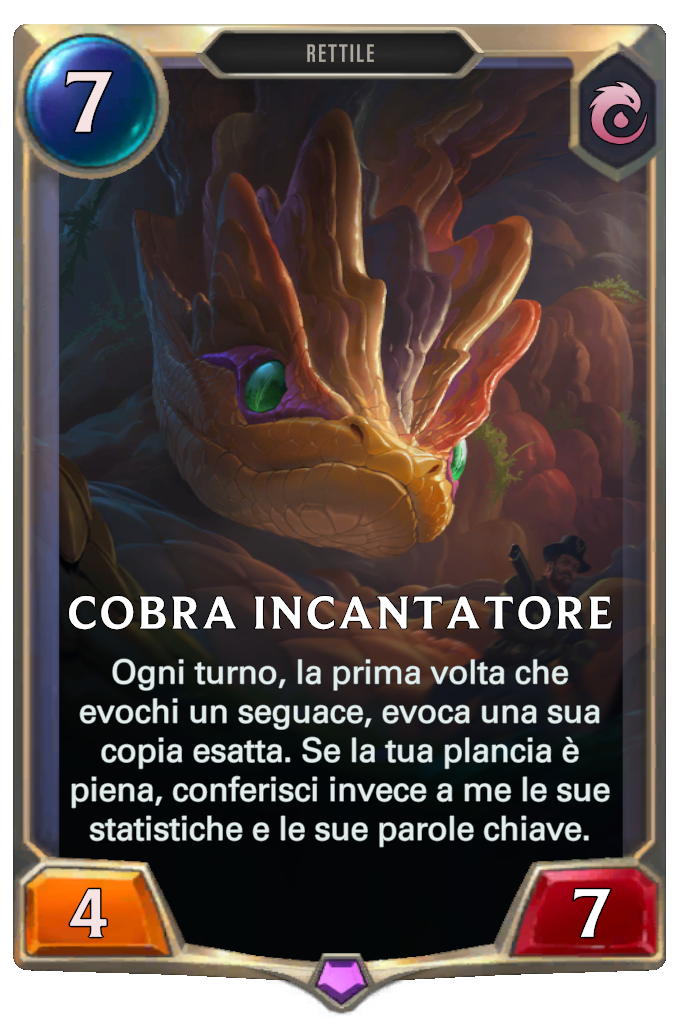 RETTILE
7
COBRA INCANTATORE
Ogni turno, la prima volta che
evochi un seguace, evoca una sua
copia esatta. Se la tua plancia è
piena, conferisci invece a me le sue
statistiche e le sue parole chiave.
4
7